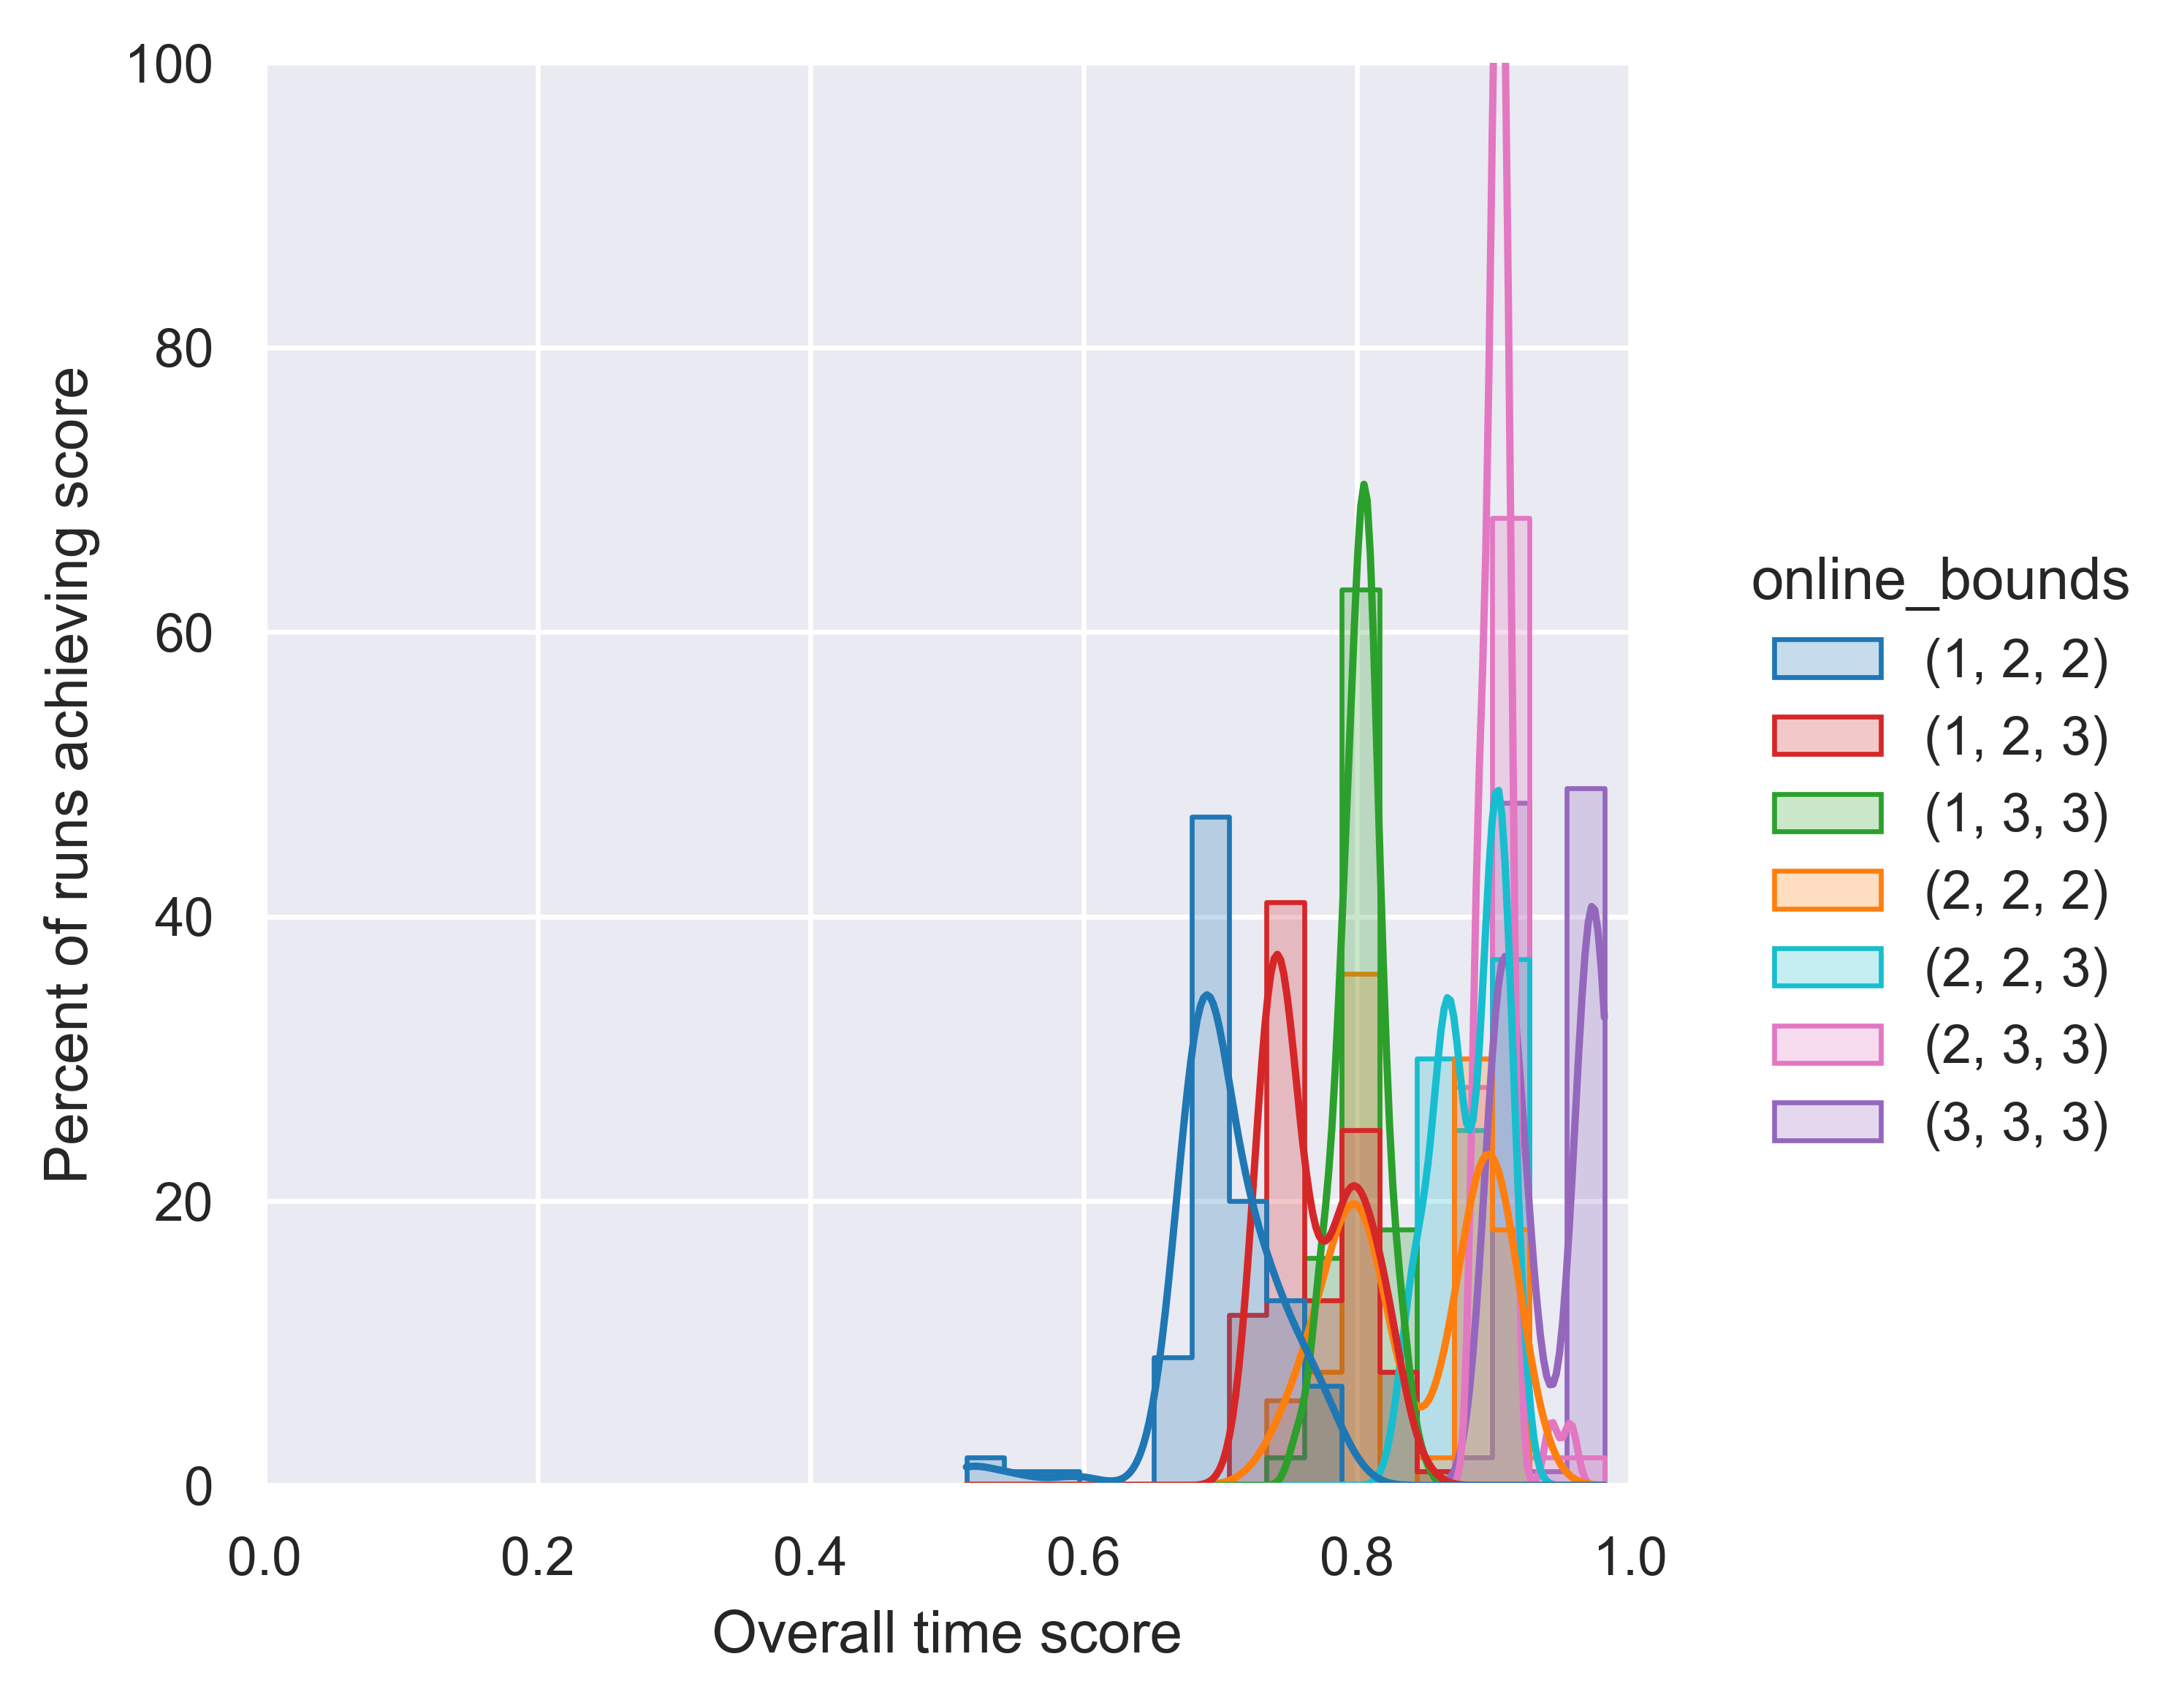 100
80
60
40
20
0
Percent of runs achieving score
0.0 0.2 0.4 0.6 0.8 1.0
Overall time score
online_bounds
(1, 2, 2)
(1, 2, 3)
(1, 3, 3)
(2, 2, 2)
(2, 2, 3)
(2, 3, 3)
(3, 3, 3)